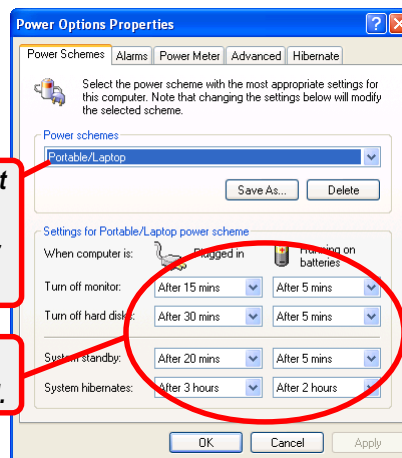 Power Options Properties
Power Schemes Alarms Power Meter Advanced Hibernate
Select the power scheme with the most appropriate settings for
this computer. Note that changing the settings below will modify
the selected scheme.
Power schemes
Portable/Laptop
Save As... Delete
Settings for Portable/Laptop power scheme
When computer is: Plugged in Running on
batteries
Turn off monitor: After 15 mins After 5 mins
Turn off hard disks: After 30 mins After 5 mins
System standby: After 20 mins After 5 mins
System hibernates: After 3 hours After 2 hours
OK Cancel Apply